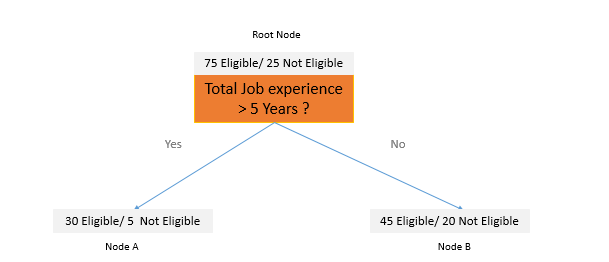 Root Node
75 Eligible/ 25 Not Eligible
Total Job experience
> 5 Years ?
Yes
No
30 Eligible/ 5  Not Eligible
45 Eligible/ 20 Not Eligible
Node A
Node B